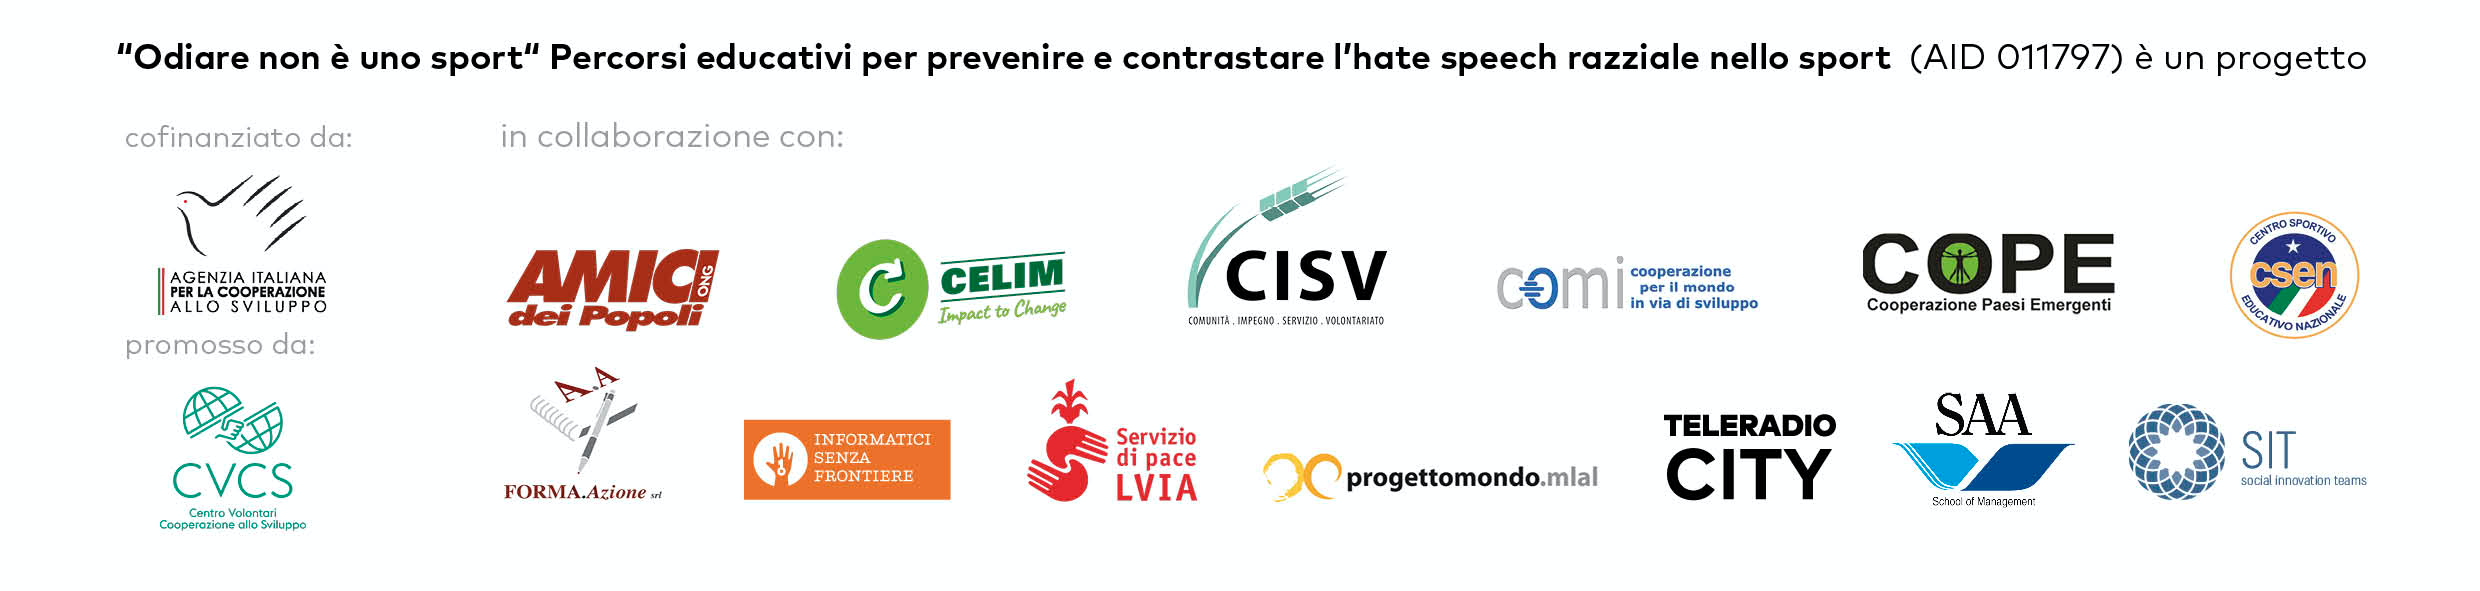 “Odiare non è uno sport“ Percorsi educativi per prevenire e contrastare l’hate speech razziale nello sport (AID 011797) è un progetto
cofinanziato da:
AGENZIA ITALIANA
PER LA COOPERAZIONE
ALLO SVILUPPO
promosso da:
CVCS
Centro Volontari
Cooperazione allo Sviluppo
in collaborazione con:
AMICI
dei Popoli
ONG
C
CELIM
Impact to Change
CISV
COMUNITÀ . IMPEGNO . SERVIZIO . VOLONTARIATO
comi
cooperazione
per il mondo
in via di sviluppo
COPE
Cooperazione Paesi Emergenti
CENTRO SPORTIVO
csen
EDUCATIVO NAZIONALE
A.A
FORMA.Azione srl
INFORMATICI
SENZA
FRONTIERE
Servizio
di pace
LVIA
progettomondo.mlal
TELERADIO
CITY
SAA
School of Management
SIT
social innovation teams